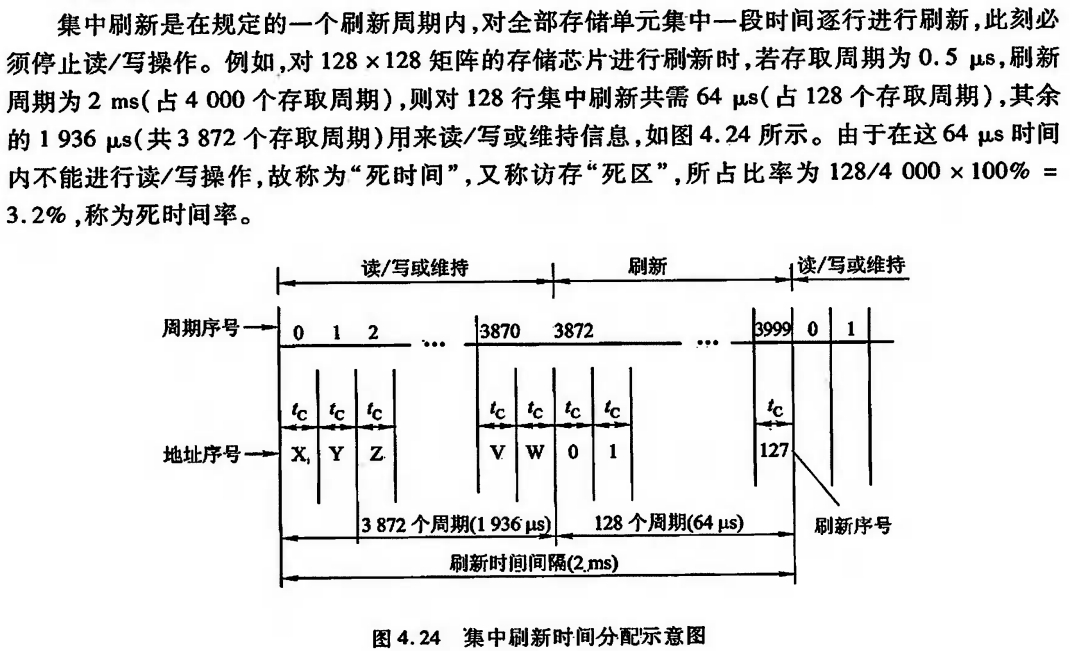 集中刷新是在规定的一个刷新周期内,对全部存储单元集中一段时间逐行进行刷新,此刻必
须停止读/写操作。例如,对 128×128 矩阵的存储芯片进行刷新时,若存取周期为 0.5 μs,刷新
周期为 2 ms(占 4 000 个存取周期),则对 128 行集中刷新共需 64 μs(占 128 个存取周期),其余
的 1 936 μs(共 3 872 个存取周期)用来读/写或维持信息,如图 4.24 所示。由于在这 64 μs 时间
内不能进行读/写操作,故称为“死时间”,又称访存“死区”,所占比率为 128/4 000 × 100% =
3.2% ,称为死时间率。
读/写或维持 刷新 读/写或维持
周期序号 0 1 2 ··· 3870 3872 ··· 3999 0 1
tC tC tC tC tC tC tC tC
地址序号 X Y Z V W 0 1 127
3 872 个周期(1 936 μs) 128 个周期(64 μs) 刷新序号
刷新时间间隔(2 ms)
图 4.24 集中刷新时间分配示意图